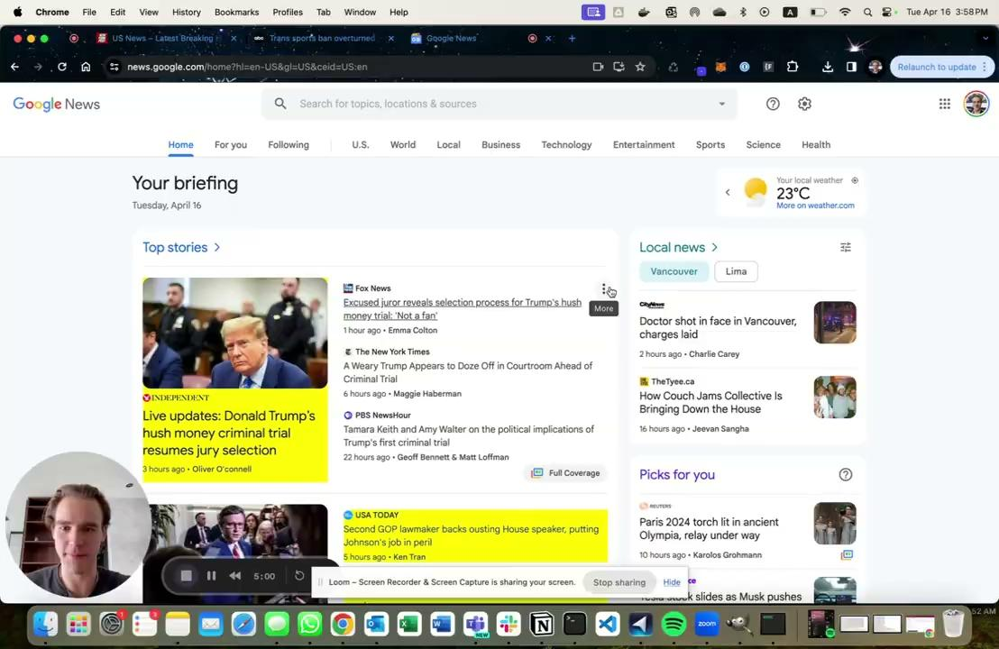 Chrome File Edit View History Bookmarks Profiles Tab Window Help
A
Tue Apr 16 3:58 PM
US News – Latest Breaking
abc Trans sports ban overturned
Google News
news.google.com/home?hl=en-US&gl=US&ceid=US:en
Relaunch to update
Google News
Search for topics, locations & sources
Home For you Following U.S. World Local Business Technology Entertainment Sports Science Health
Your briefing
Tuesday, April 16
Your local weather
23°C
More on weather.com
Top stories
INDEPENDENT
Live updates: Donald Trump's
hush money criminal trial
resumes jury selection
3 hours ago • Oliver O'connell
Fox News
Excused juror reveals selection process for Trump's hush
money trial: 'Not a fan'
1 hour ago • Emma Colton
More
The New York Times
A Weary Trump Appears to Doze Off in Courtroom Ahead of
Criminal Trial
6 hours ago • Maggie Haberman
PBS NewsHour
Tamara Keith and Amy Walter on the political implications of
Trump's first criminal trial
22 hours ago • Geoff Bennett & Matt Loffman
Full Coverage
USA TODAY
Second GOP lawmaker backs ousting House speaker, putting
Johnson's job in peril
5 hours ago • Ken Tran
Local news
Vancouver
Lima
CityNews
Doctor shot in face in Vancouver,
charges laid
2 hours ago • Charlie Carey
TheTyee.ca
How Couch Jams Collective Is
Bringing Down the House
16 hours ago • Jeevan Sangha
Picks for you
REUTERS
Paris 2024 torch lit in ancient
Olympia, relay under way
10 hours ago • Karolos Grohmann
slides as Musk pushes
5:00
Loom – Screen Recorder & Screen Capture is sharing your screen.
Stop sharing
Hide
1
3
NEW
zoom
52 AM